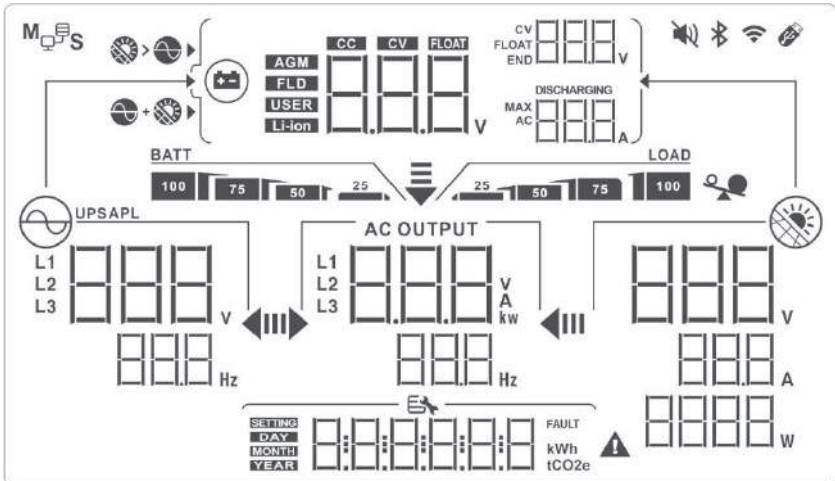 M S
CC CV FLOAT
AGM
FLD
USER
Li-ion
V
CV
FLOAT
END
V
DISCHARGING
MAX
AC
A
BATT
LOAD
100 75 50 25
25 50 75 100
UPSAPL
AC OUTPUT
L1
L2
L3
V
Hz
L1
L2
L3
V
A
kw
Hz
V
A
W
SETTING
DAY
MONTH
YEAR
FAULT
kWh
tCO2e